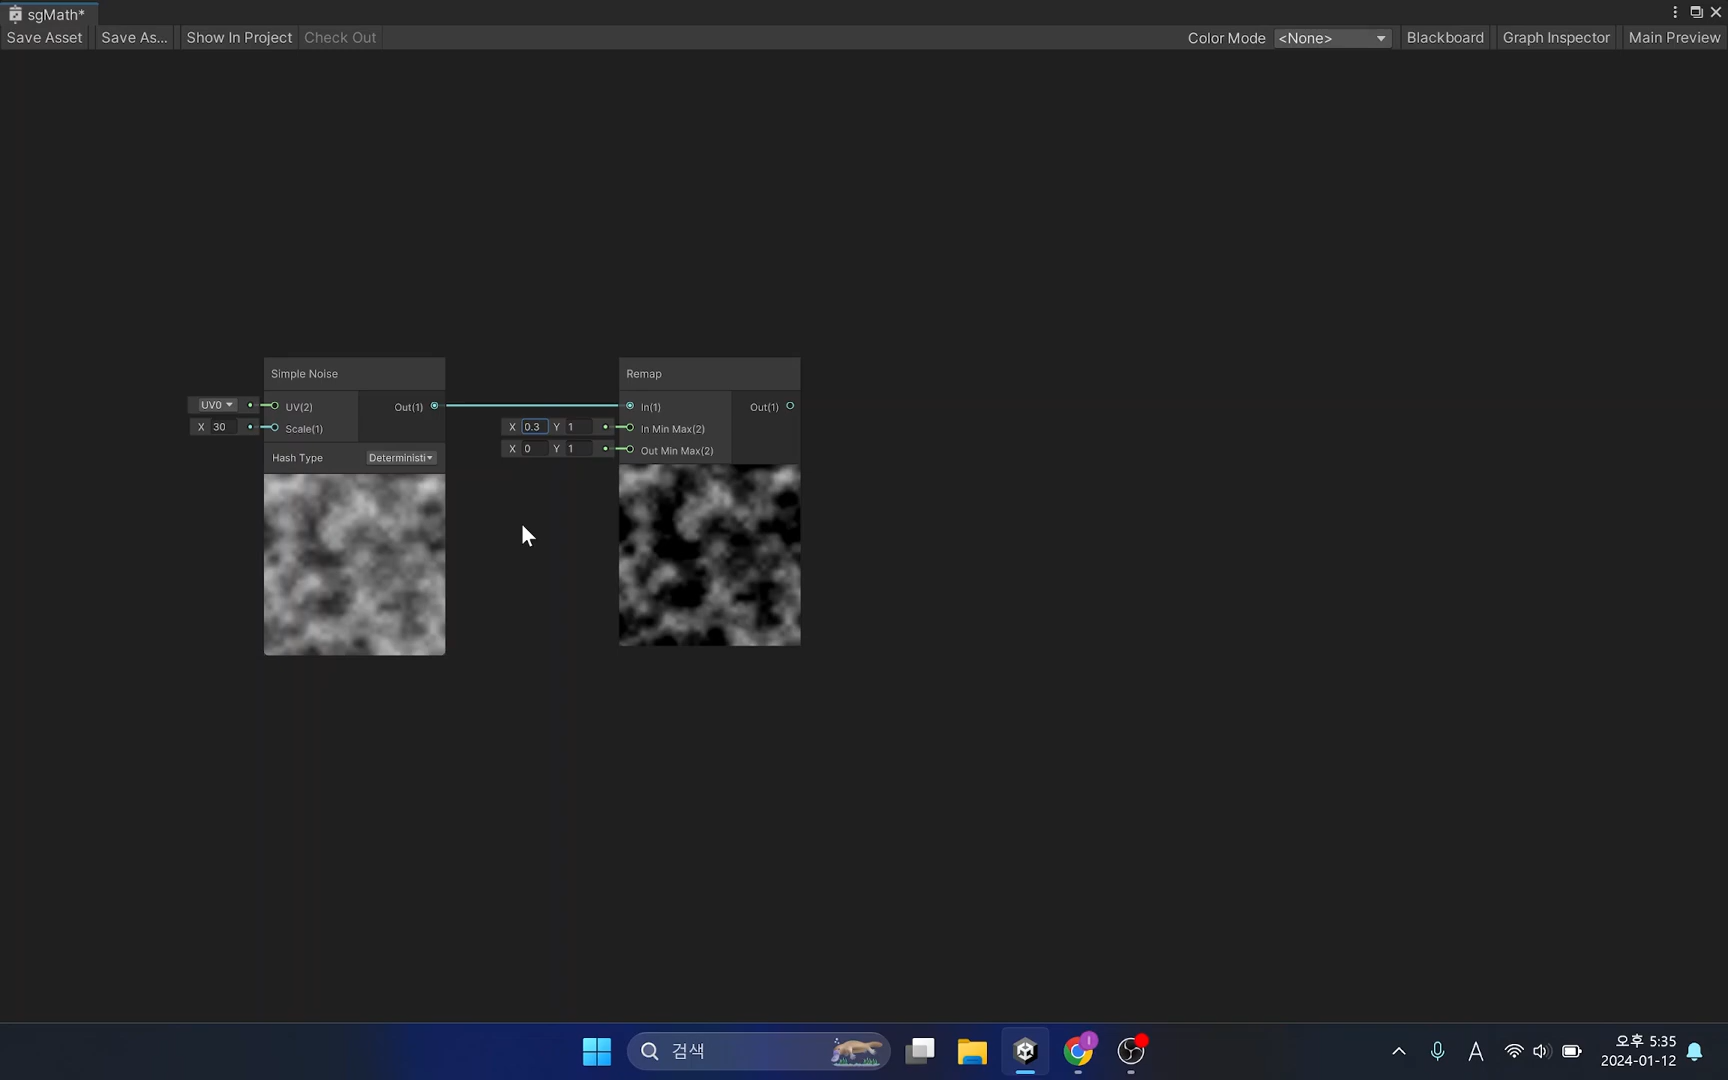 sgMath*
Save Asset Save As... Show In Project Check Out Color Mode <None> Blackboard Graph Inspector Main Preview
Simple Noise
UV0 UV(2) Out(1)
X 30 Scale(1)
Hash Type Deterministi
Remap
In(1) Out(1)
X 0.3 Y 1 In Min Max(2)
X 0 Y 1 Out Min Max(2)
검색
A
오후 5:35
2024-01-12